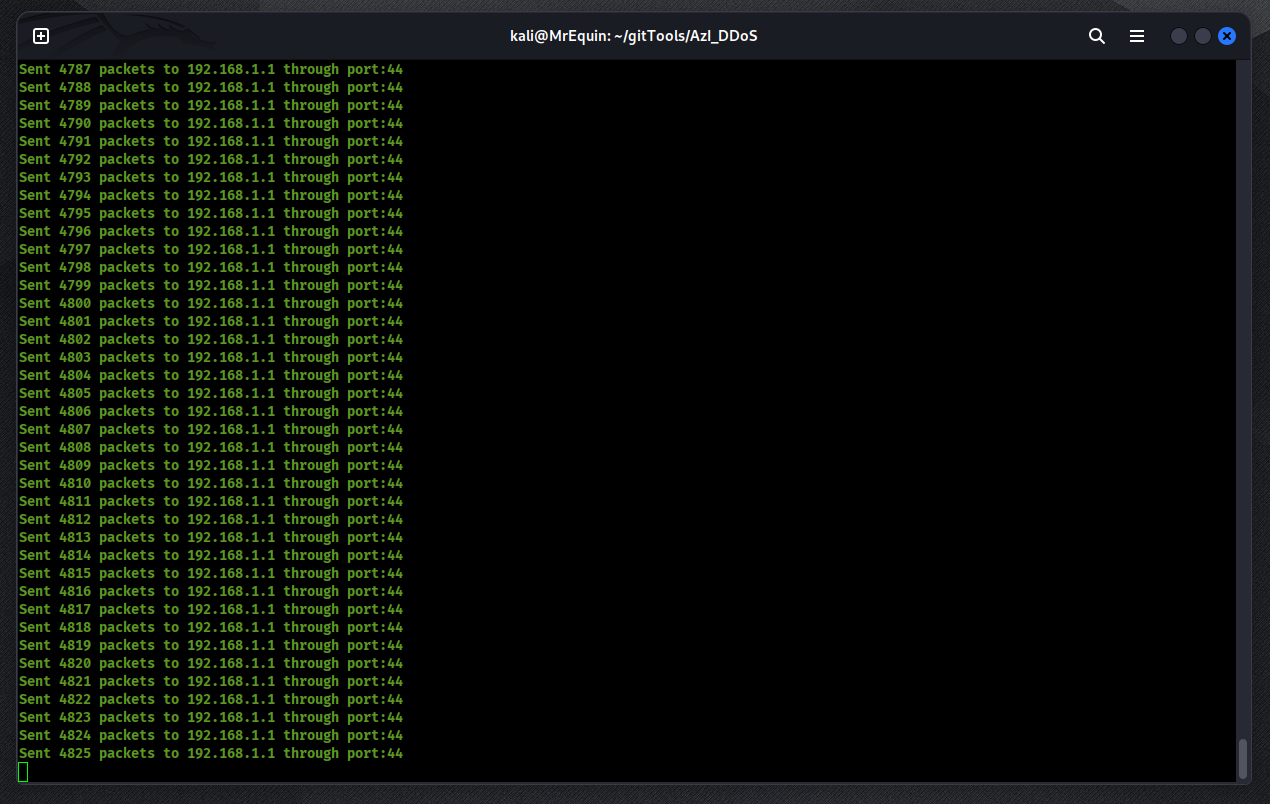 kali@MrEquin: ~/gitTools/AzI_DDoS
Sent 4787 packets to 192.168.1.1 through port:44
Sent 4788 packets to 192.168.1.1 through port:44
Sent 4789 packets to 192.168.1.1 through port:44
Sent 4790 packets to 192.168.1.1 through port:44
Sent 4791 packets to 192.168.1.1 through port:44
Sent 4792 packets to 192.168.1.1 through port:44
Sent 4793 packets to 192.168.1.1 through port:44
Sent 4794 packets to 192.168.1.1 through port:44
Sent 4795 packets to 192.168.1.1 through port:44
Sent 4796 packets to 192.168.1.1 through port:44
Sent 4797 packets to 192.168.1.1 through port:44
Sent 4798 packets to 192.168.1.1 through port:44
Sent 4799 packets to 192.168.1.1 through port:44
Sent 4800 packets to 192.168.1.1 through port:44
Sent 4801 packets to 192.168.1.1 through port:44
Sent 4802 packets to 192.168.1.1 through port:44
Sent 4803 packets to 192.168.1.1 through port:44
Sent 4804 packets to 192.168.1.1 through port:44
Sent 4805 packets to 192.168.1.1 through port:44
Sent 4806 packets to 192.168.1.1 through port:44
Sent 4807 packets to 192.168.1.1 through port:44
Sent 4808 packets to 192.168.1.1 through port:44
Sent 4809 packets to 192.168.1.1 through port:44
Sent 4810 packets to 192.168.1.1 through port:44
Sent 4811 packets to 192.168.1.1 through port:44
Sent 4812 packets to 192.168.1.1 through port:44
Sent 4813 packets to 192.168.1.1 through port:44
Sent 4814 packets to 192.168.1.1 through port:44
Sent 4815 packets to 192.168.1.1 through port:44
Sent 4816 packets to 192.168.1.1 through port:44
Sent 4817 packets to 192.168.1.1 through port:44
Sent 4818 packets to 192.168.1.1 through port:44
Sent 4819 packets to 192.168.1.1 through port:44
Sent 4820 packets to 192.168.1.1 through port:44
Sent 4821 packets to 192.168.1.1 through port:44
Sent 4822 packets to 192.168.1.1 through port:44
Sent 4823 packets to 192.168.1.1 through port:44
Sent 4824 packets to 192.168.1.1 through port:44
Sent 4825 packets to 192.168.1.1 through port:44